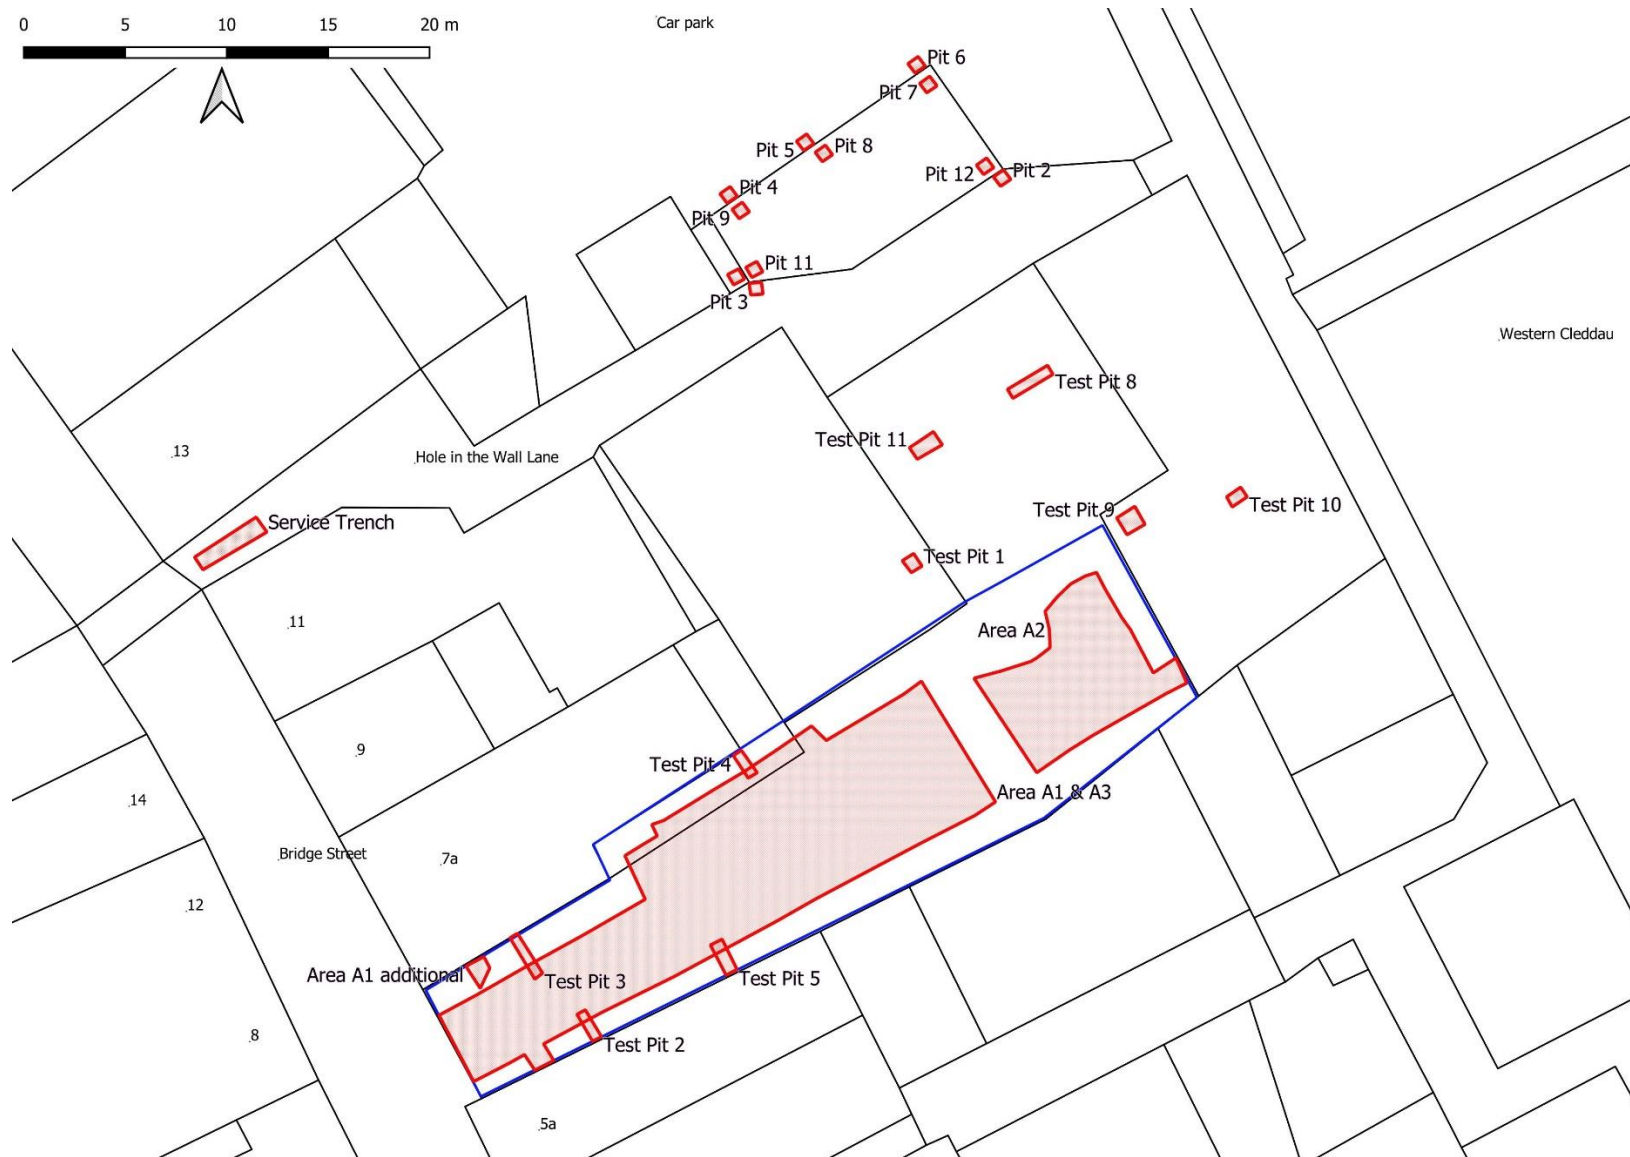 0 5 10 15 20 m
Car park
Pit 6
Pit 7
Pit 5
Pit 8
Pit 12
Pit 2
Pit 4
Pit 9
Pit 11
Pit 3
Western Cleddau
Test Pit 8
Test Pit 11
13
Hole in the Wall Lane
Test Pit 9
Test Pit 10
Service Trench
Test Pit 1
11
Area A2
9
Test Pit 4
Area A1 & A3
14
Bridge Street
7a
12
Area A1 additional
Test Pit 3
Test Pit 5
8
Test Pit 2
5a